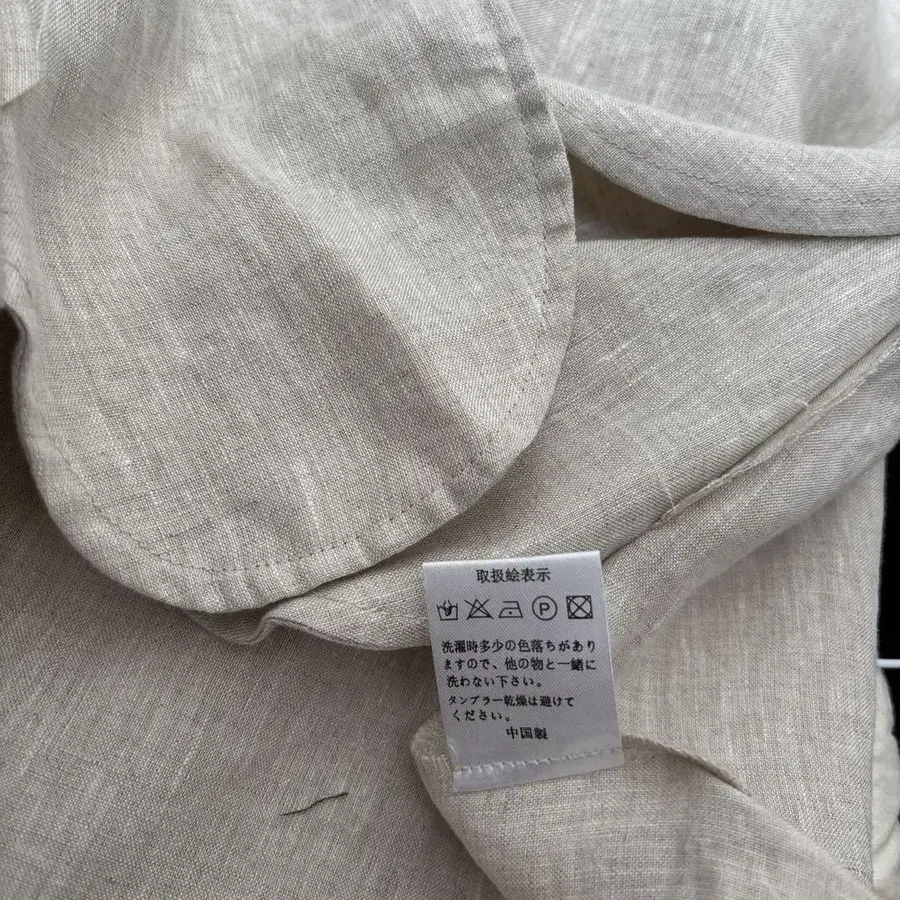 取扱絵表示
P
洗濯時多少の色落ちがあり
ますので、他の物と一緒に
洗わない下さい。
タンブラー乾燥は避けて
ください。
中国製